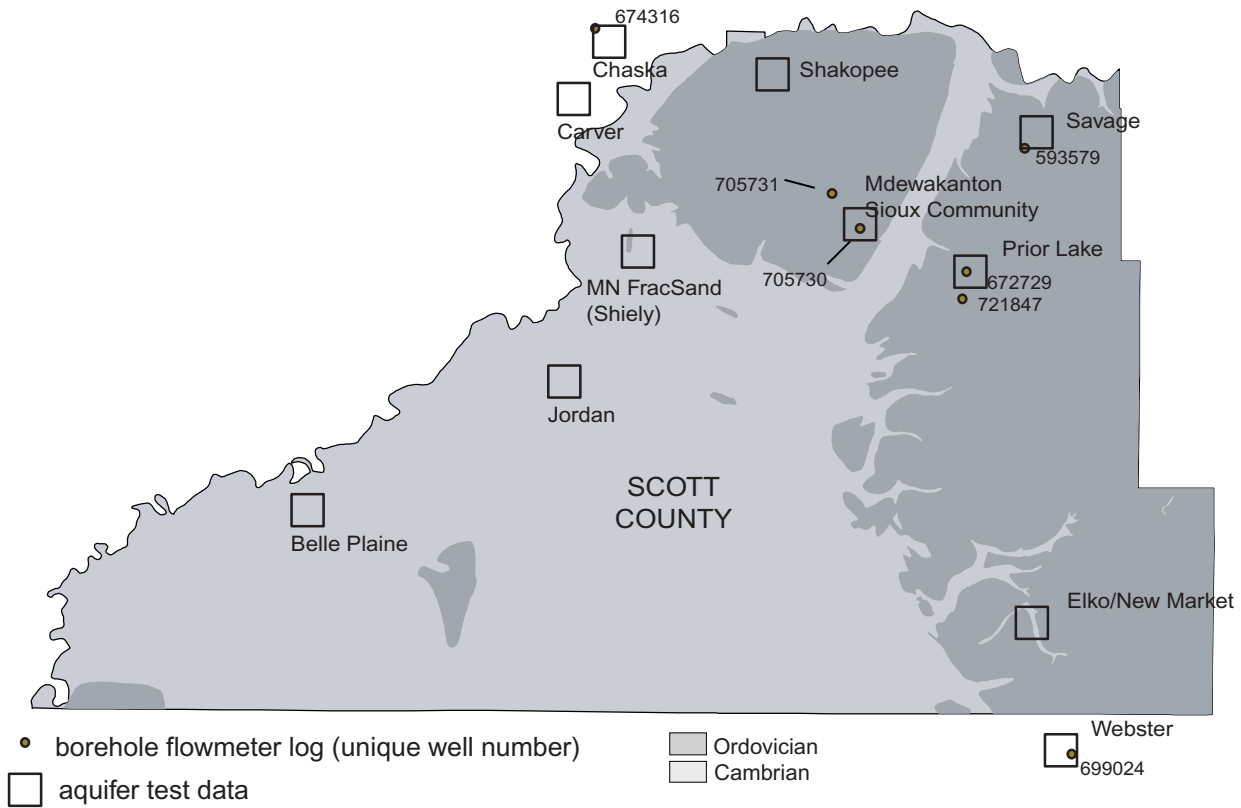 674316
Chaska
Shakopee
Carver
Savage
593579
705731
Mdewakanton
Sioux Community
Prior Lake
705730
672729
721847
MN FracSand
(Shiely)
Jordan
SCOTT
COUNTY
Belle Plaine
Elko/New Market
Webster
699024
borehole flowmeter log (unique well number)
aquifer test data
Ordovician
Cambrian